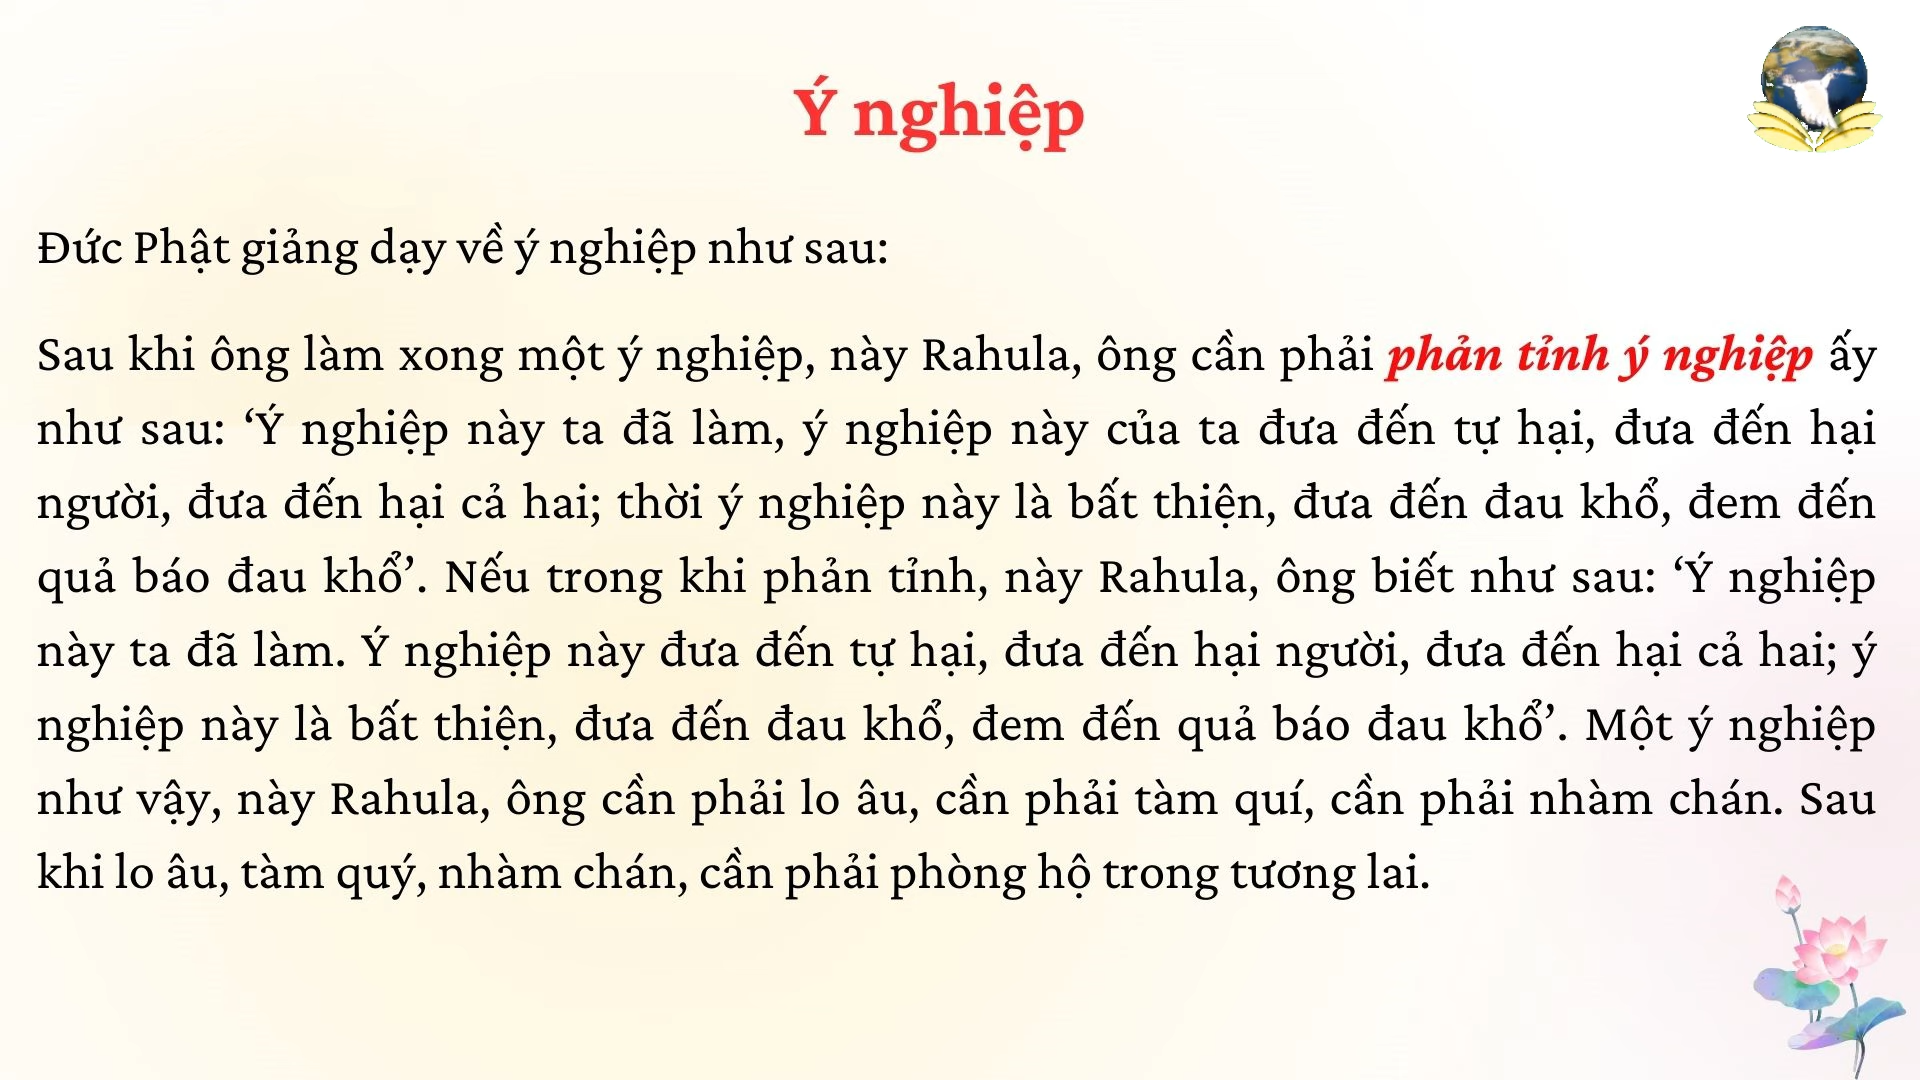 Ý nghiệp
Đức Phật giảng dạy về ý nghiệp như sau:
Sau khi ông làm xong một ý nghiệp, này Rahula, ông cần phải phản tỉnh ý nghiệp ấy
như sau: ‘Ý nghiệp này ta đã làm, ý nghiệp này của ta đưa đến tự hại, đưa đến hại
người, đưa đến hại cả hai; thời ý nghiệp này là bất thiện, đưa đến đau khổ, đem đến
quả báo đau khổ’. Nếu trong khi phản tỉnh, này Rahula, ông biết như sau: ‘Ý nghiệp
này ta đã làm. Ý nghiệp này đưa đến tự hại, đưa đến hại người, đưa đến hại cả hai; ý
nghiệp này là bất thiện, đưa đến đau khổ, đem đến quả báo đau khổ’. Một ý nghiệp
như vậy, này Rahula, ông cần phải lo âu, cần phải tàm quí, cần phải nhàm chán. Sau
khi lo âu, tàm quý, nhàm chán, cần phải phòng hộ trong tương lai.